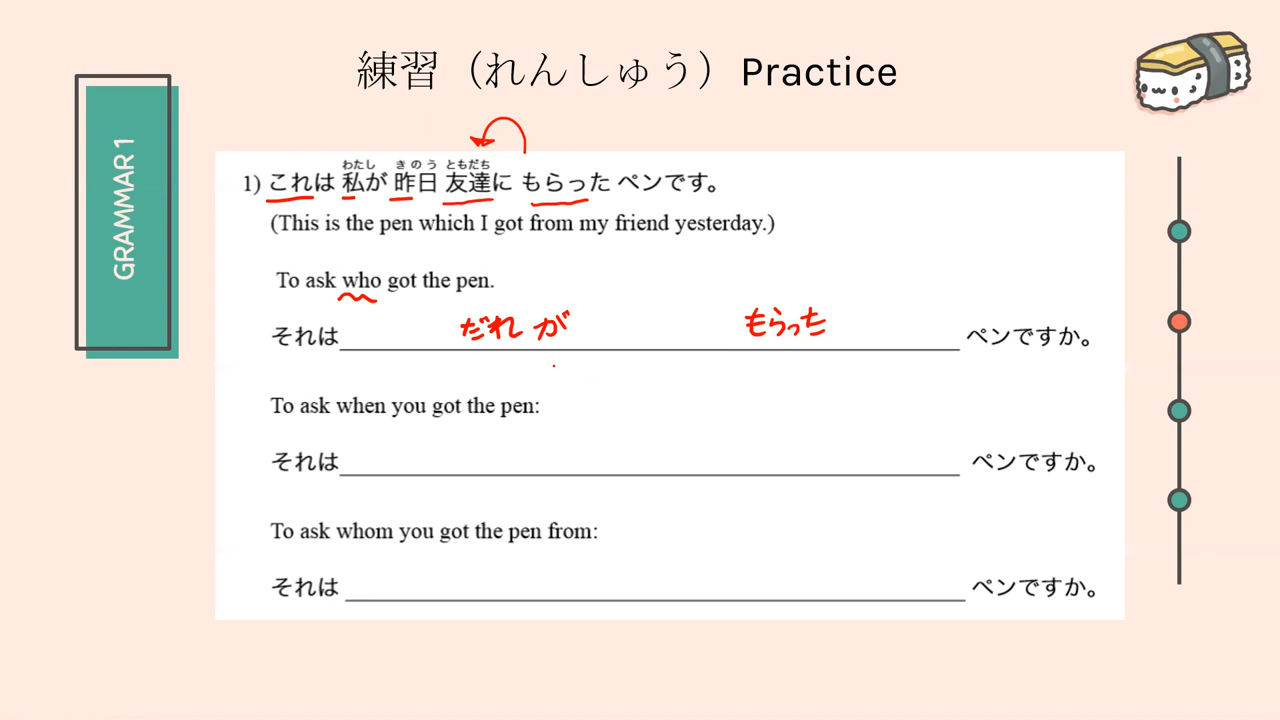 練習（れんしゅう）Practice
GRAMMAR 1
わたし きのう ともだち
1) これは 私が 昨日 友達に もらった ペンです。
(This is the pen which I got from my friend yesterday.)
To ask who got the pen.
それは だれ が もらった ペンですか。
To ask when you got the pen:
それは ペンですか。
To ask whom you got the pen from:
それは ペンですか。